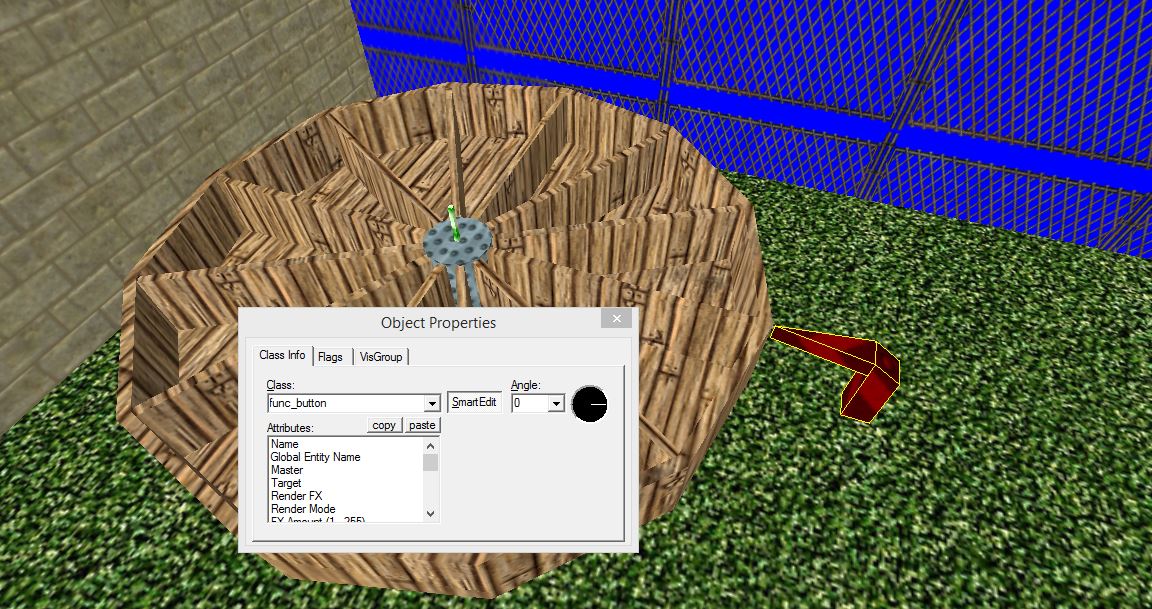 Object Properties
Class Info Flags VisGroup
Class: Angle:
func_button SmartEdit 0
Attributes: copy paste
Name
Global Entity Name
Master
Target
Render FX
Render Mode
FX Amount (1 - 255)